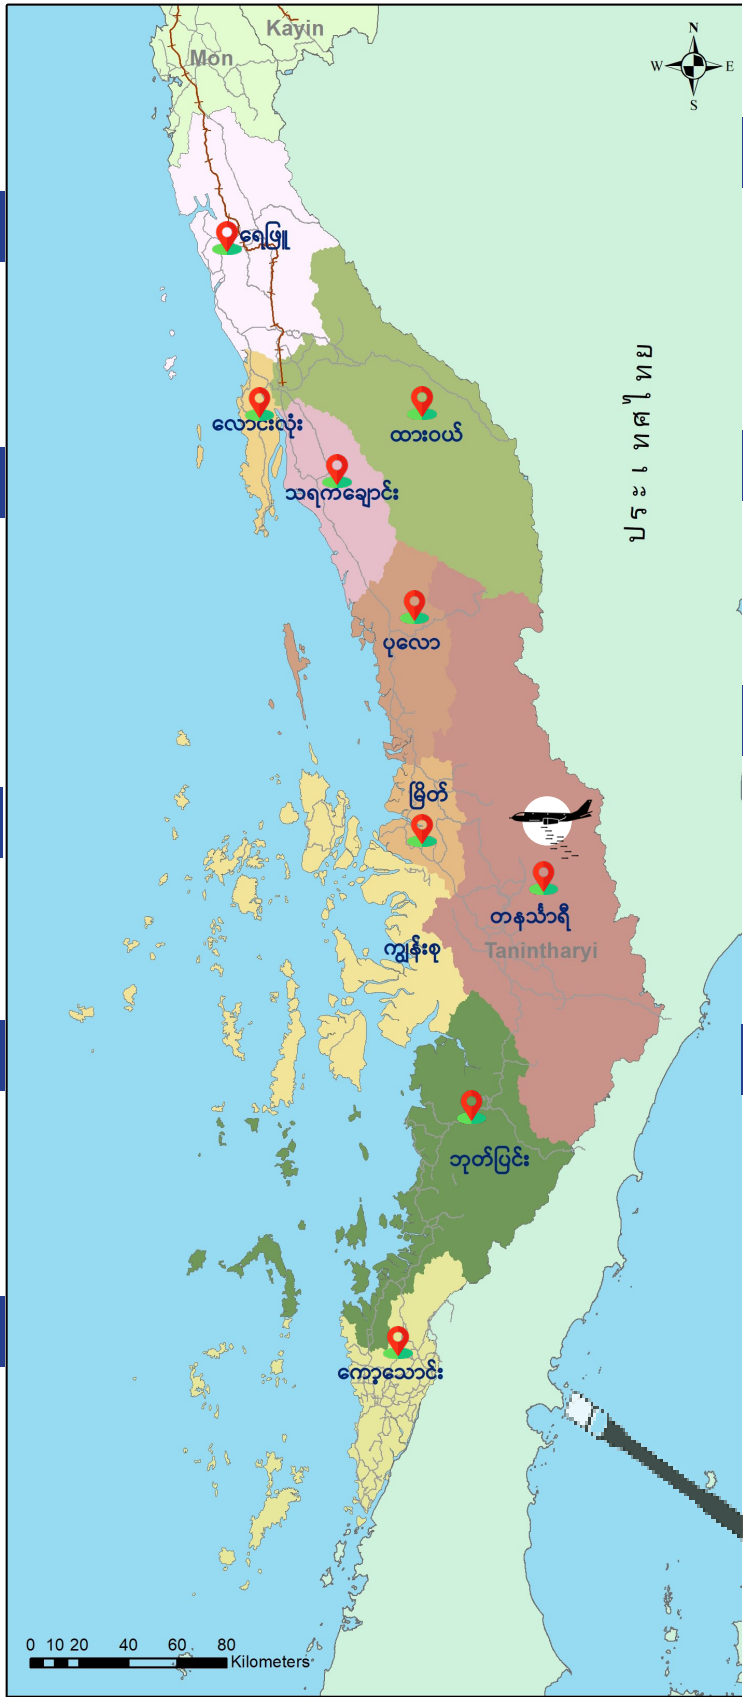 Kayin
Mon
N
W E
S
ရေဖြူ
ประเทศไทย
လောင်းလုံး
ထားဝယ်
သရက်ချောင်း
ပုလော
မြိတ်
တနင်္သာရီ
Tanintharyi
ကျွန်းစု
ဘုတ်ပြင်း
ကော့သောင်း
0 10 20 40 60 80
Kilometers